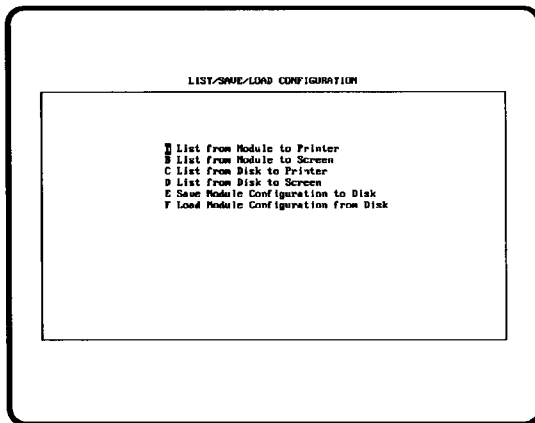 LIST/SAVE/LOAD CONFIGURATION
A List from Module to Printer
B List from Module to Screen
C List from Disk to Printer
D List from Disk to Screen
E Save Module Configuration to Disk
F Load Module Configuration from Disk